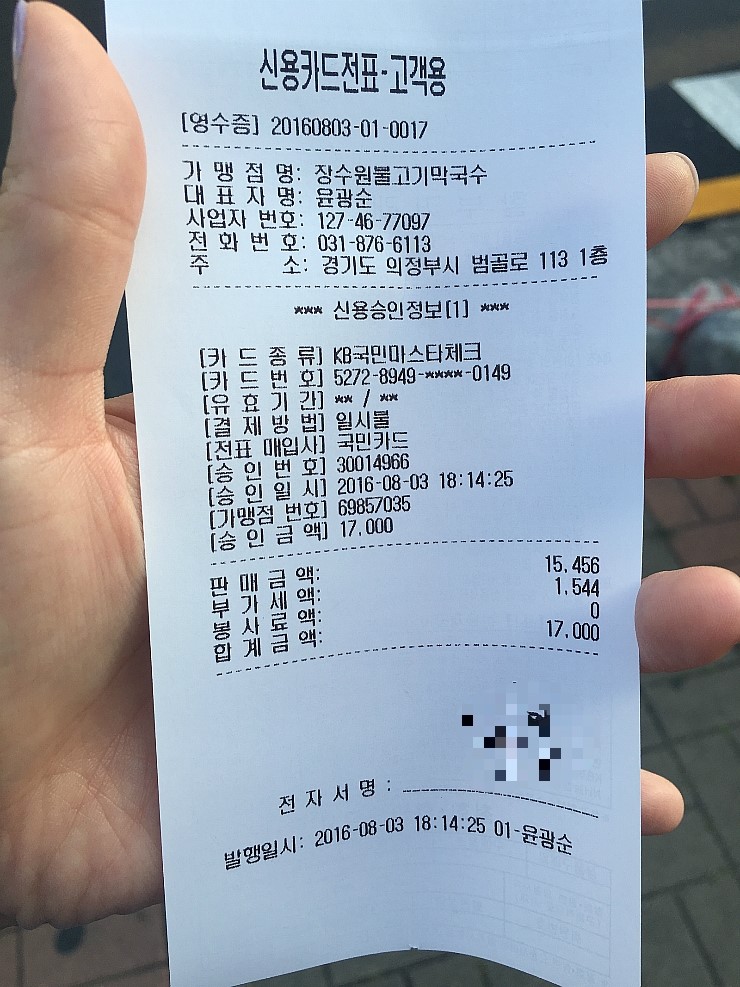 신용카드전표-고객용
[영수증] 20160803-01-0017
가 맹 점 명: 장수원불고기막국수
대 표 자 명: 윤광순
사업자 번호: 127-46-77097
전 화 번 호: 031-876-6113
주 소: 경기도 의정부시 범골로 113 1층
*** 신용승인정보[1] ***
[카 드 종 류] KB국민마스타체크
[카 드 번 호] 5272-8949-****-0149
[유 효 기 간] ** / **
[결 제 방 법] 일시불
[전표 매입사] 국민카드
[승 인 번 호] 30014966
[승 인 일 시] 2016-08-03 18:14:25
[가맹점 번호] 69857035
[승 인 금 액] 17.000
판 매 금 액: 15.456
부 가 세 액: 1.544
봉 사 료 액: 0
합 계 금 액: 17.000
전 자 서 명 :
발행일시: 2016-08-03 18:14:25 01-윤광순